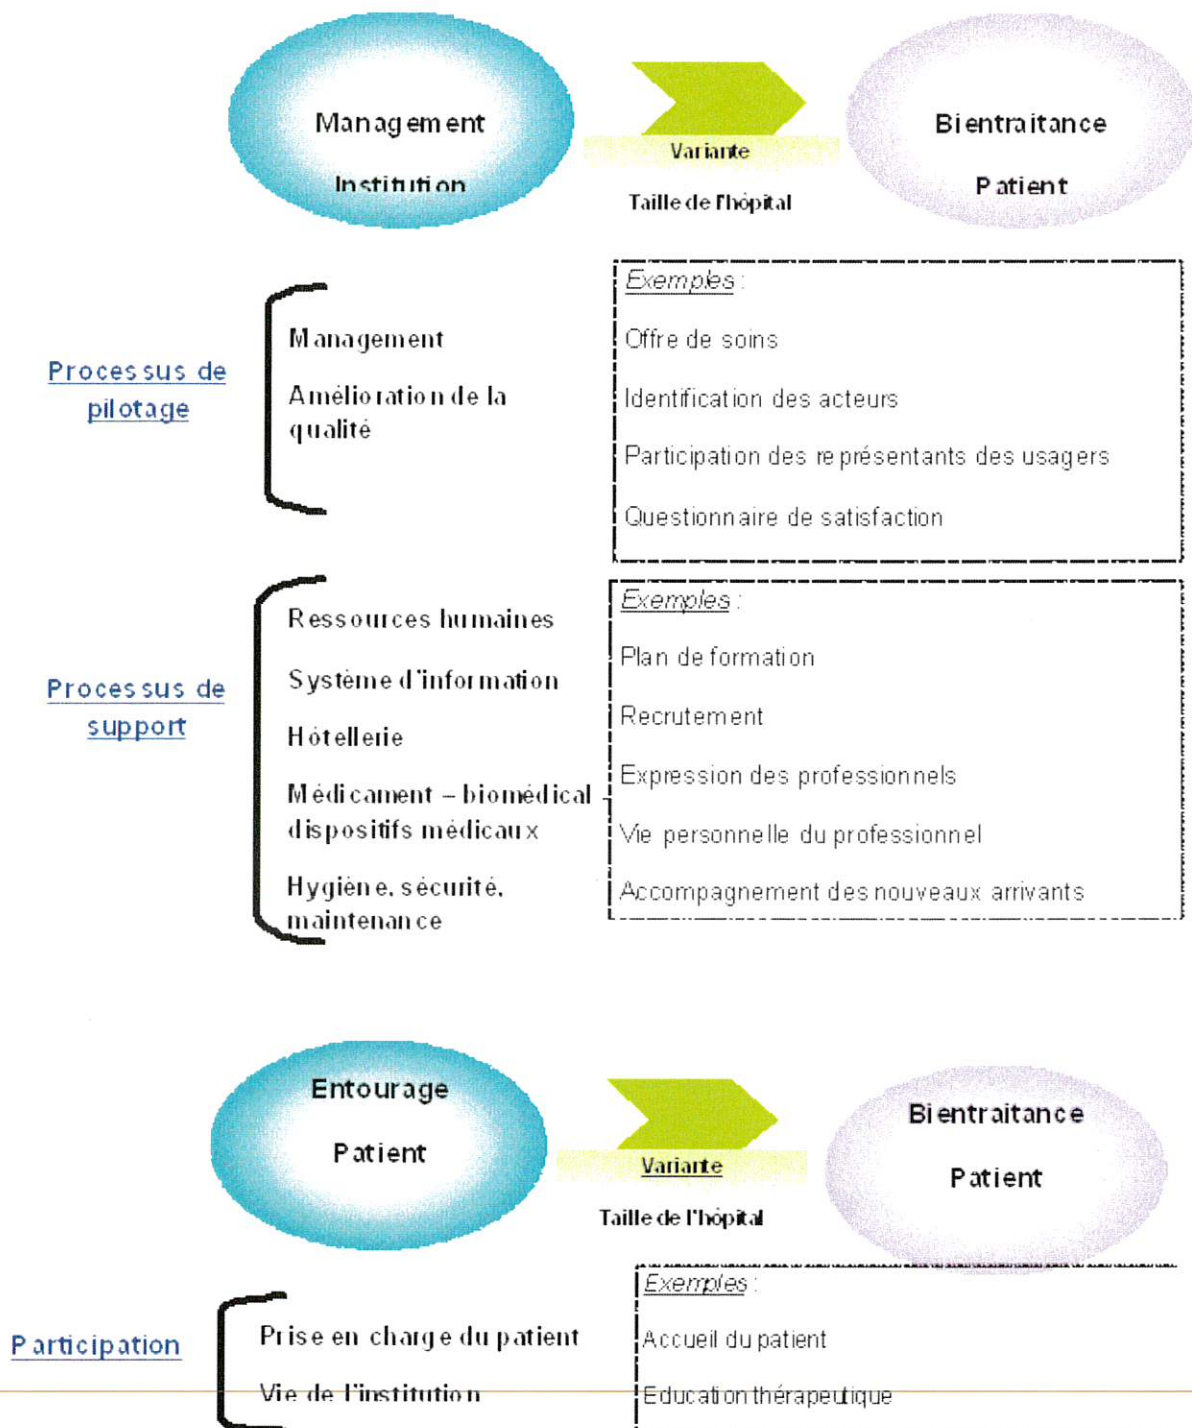 Management
Institution
Variante
Taille de l'hôpital
Bientraitance
Patient
Processus de
pilotage
Management
Amélioration de la
qualité
Exemples :
Offre de soins
Identification des acteurs
Participation des représentants des usagers
Questionnaire de satisfaction
Processus de
support
Ressources humaines
Système d'information
Hôtellerie
Médicament – biomédical
dispositifs médicaux
Hygiène, sécurité,
maintenance
Exemples :
Plan de formation
Recrutement
Expression des professionnels
Vie personnelle du professionnel
Accompagnement des nouveaux arrivants
Entourage
Patient
Variante
Taille de l'hôpital
Bientraitance
Patient
Participation
Prise en charge du patient
Vie de l'institution
Exemples :
Accueil du patient
Education thérapeutique